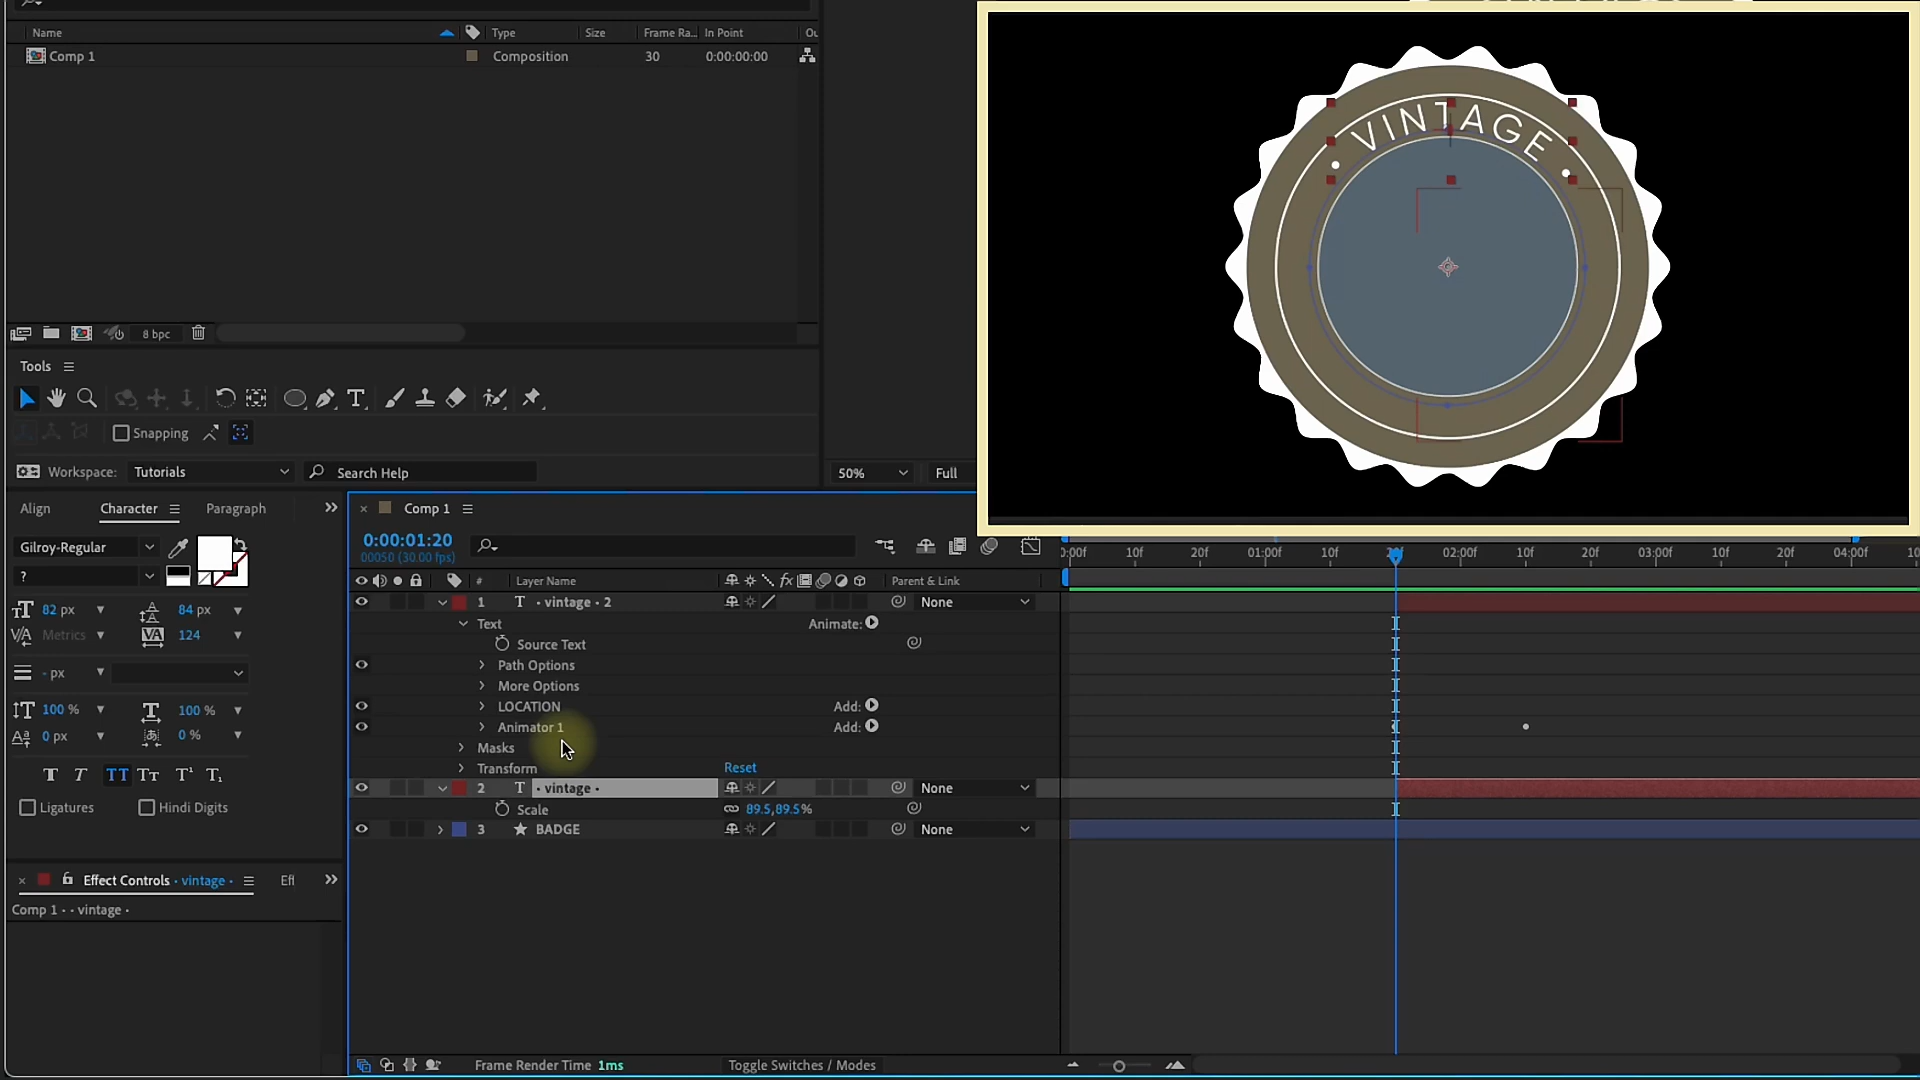 Name Type Size Frame Ra... In Point Ou
Comp 1 Composition 30 0:00:00:00
8 bpc
Tools
Snapping
Workspace: Tutorials Search Help
50% Full
VINTAGE
Align Character Paragraph
Gilroy-Regular
?
82 px 84 px
Metrics 124
- px
100 % 100 %
0 px 0 %
Ligatures Hindi Digits
Effect Controls · vintage · Eff
Comp 1 · · vintage ·
Comp 1
0:00:01:20
00050 (30.00 fps)
0:00f 10f 20f 01:00f 10f 20f 02:00f 10f 20f 03:00f 10f 20f 04:00f
# Layer Name fx Parent & Link
1 T · vintage · 2 None
Text Animate:
Source Text
Path Options
More Options
LOCATION Add:
Animator 1 Add:
Masks
Transform Reset
2 T · vintage · None
Scale 89.5,89.5%
3 BADGE None
Frame Render Time 1ms Toggle Switches / Modes